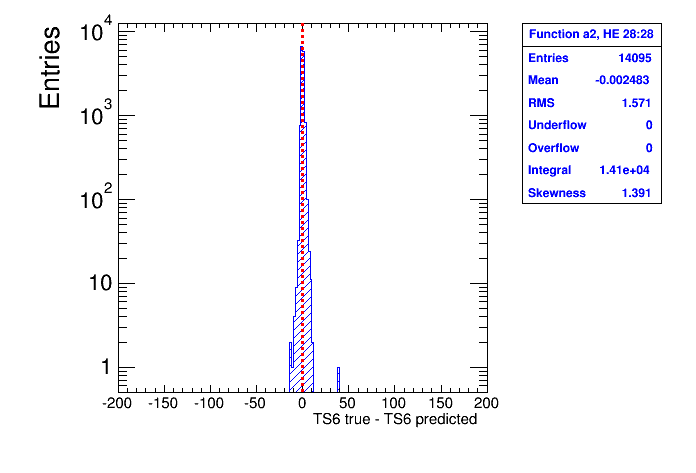 Function a2, HE 28:28
Entries 14095
Mean -0.002483
RMS 1.571
Underflow 0
Overflow 0
Integral 1.41e+04
Skewness 1.391
Entries
10^4
10^3
10^2
10
1
-200 -150 -100 -50 0 50 100 150 200
TS6 true - TS6 predicted